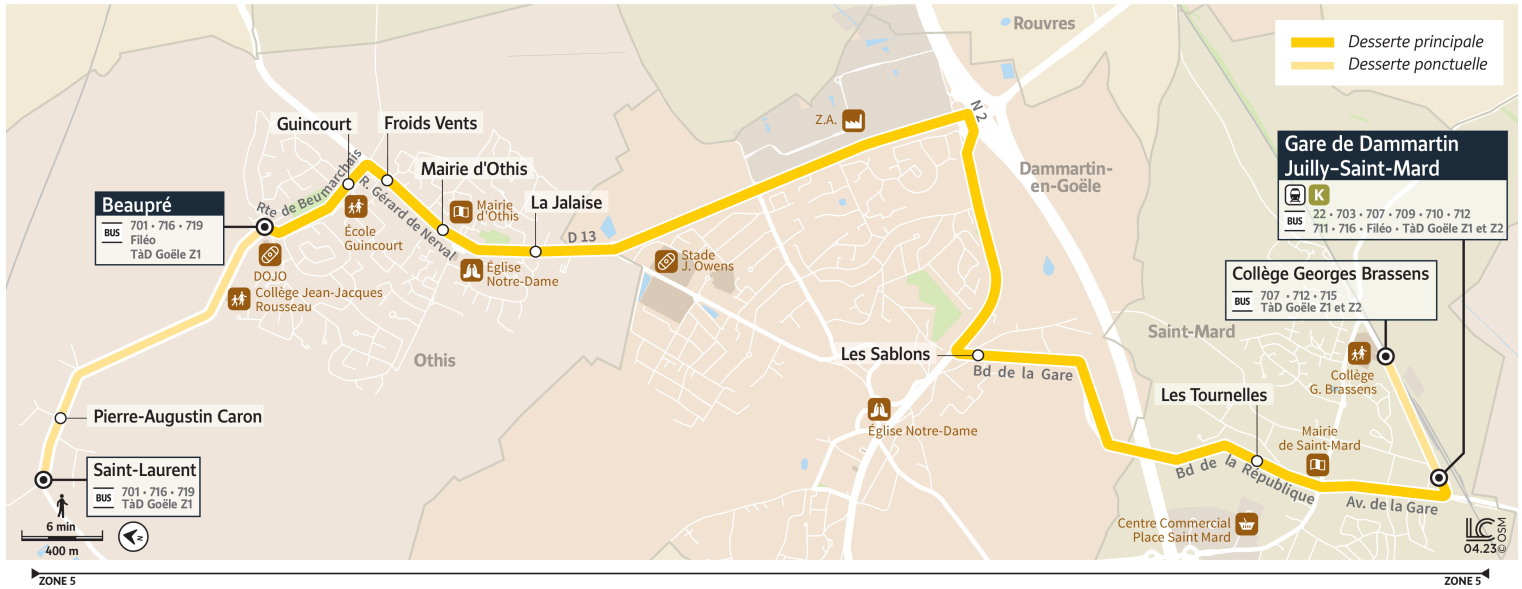 Rouvres
Desserte principale
Desserte ponctuelle
N 2
Z.A.
Guincourt
Froids Vents
Gare de Dammartin
Juilly–Saint-Mard
K
BUS
22 • 703 • 707 • 709 • 710 • 712
711 • 716 • Filéo • TàD Goële Z1 et Z2
Mairie d'Othis
Dammartin-
en-Goële
Beaupré
BUS
701 • 716 • 719
Filéo
TàD Goële Z1
Rte de Beumarchais
R. Gérard de Nerval
Mairie
d'Othis
La Jalaise
D 13
École
Guincourt
Stade
J. Owens
DOJO
Église
Notre-Dame
Collège Jean-Jacques
Rousseau
Collège Georges Brassens
BUS
707 • 712 • 715
TàD Goële Z1 et Z2
Saint-Mard
Othis
Les Sablons
Bd de la Gare
Collège
G. Brassens
Les Tournelles
Pierre-Augustin Caron
Église Notre-Dame
Mairie
de Saint-Mard
Saint-Laurent
BUS
701 • 716 • 719
TàD Goële Z1
Bd de la République
Av. de la Gare
6 min
400 m
N
Centre Commercial
Place Saint Mard
LC
04.23
© OSM
ZONE 5
ZONE 5